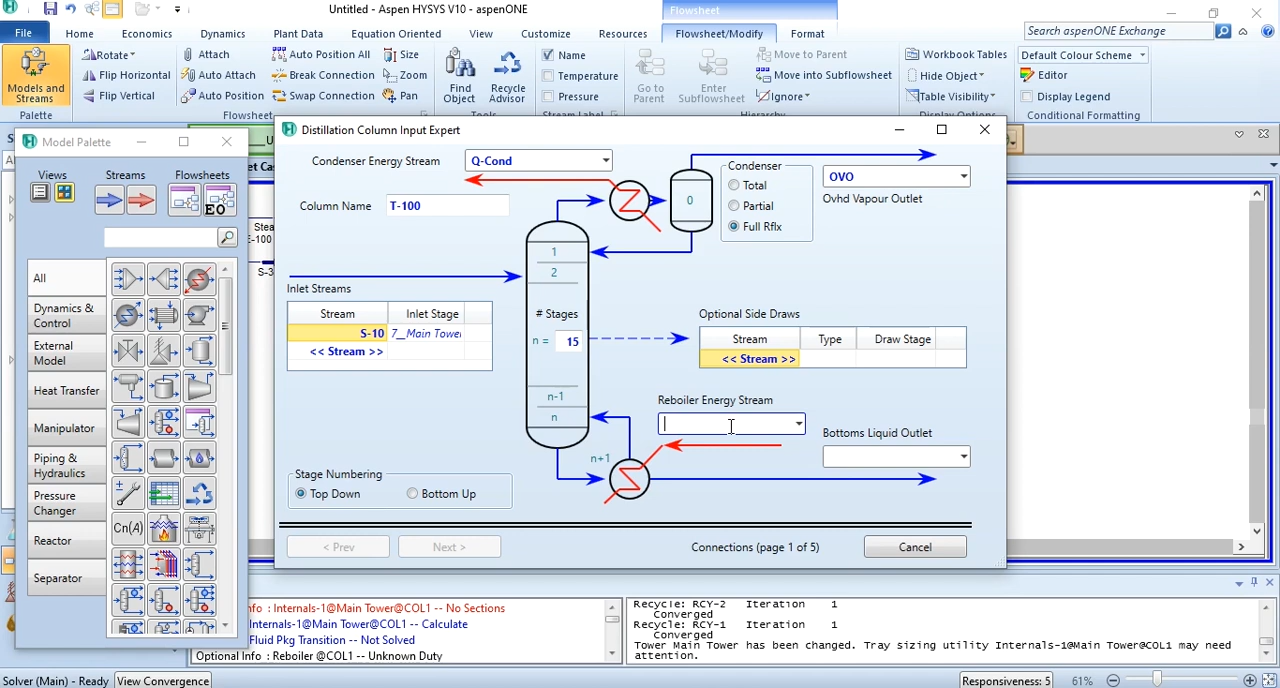 Untitled - Aspen HYSYS V10 - aspenONE
Flowsheet
File
Home
Economics
Dynamics
Plant Data
Equation Oriented
View
Customize
Resources
Flowsheet/Modify
Format
Search aspenONE Exchange
Models and Streams
Rotate
Flip Horizontal
Flip Vertical
Attach
Auto Attach
Auto Position
Auto Position All
Break Connection
Swap Connection
Size
Zoom
Pan
Find Object
Recycle Advisor
Name
Temperature
Pressure
Go to Parent
Enter Subflowsheet
Move to Parent
Move into Subflowsheet
Ignore
Workbook Tables
Hide Object
Table Visibility
Default Colour Scheme
Editor
Display Legend
Palette
Flowsheet
Conditional Formatting
Model Palette
Views
Streams
Flowsheets
EO
All
Dynamics & Control
External Model
Heat Transfer
Manipulator
Piping & Hydraulics
Pressure Changer
Reactor
Separator
Cn(A)
Distillation Column Input Expert
Condenser Energy Stream
Q-Cond
Column Name
T-100
0
Condenser
Total
Partial
Full Rflx
OVO
Ovhd Vapour Outlet
1
2
# Stages
n = 15
n-1
n
n+1
Inlet Streams
Stream Inlet Stage
S-10 7__Main Tower
<< Stream >>
Optional Side Draws
Stream Type Draw Stage
<< Stream >>
Reboiler Energy Stream
Bottoms Liquid Outlet
Stage Numbering
Top Down
Bottom Up
< Prev
Next >
Connections (page 1 of 5)
Cancel
nfo : Internals-1@Main Tower@COL1 -- No Sections
: Internals-1@Main Tower@COL1 -- Calculate
Fluid Pkg Transition -- Not Solved
Optional Info : Reboiler @COL1 -- Unknown Duty
Recycle: RCY-2 Iteration 1
Converged
Recycle: RCY-1 Iteration 1
Converged
Tower Main Tower has been changed. Tray sizing utility Internals-1@Main Tower@COL1 may need
attention.
Solver (Main) - Ready
View Convergence
Responsiveness: 5
61%